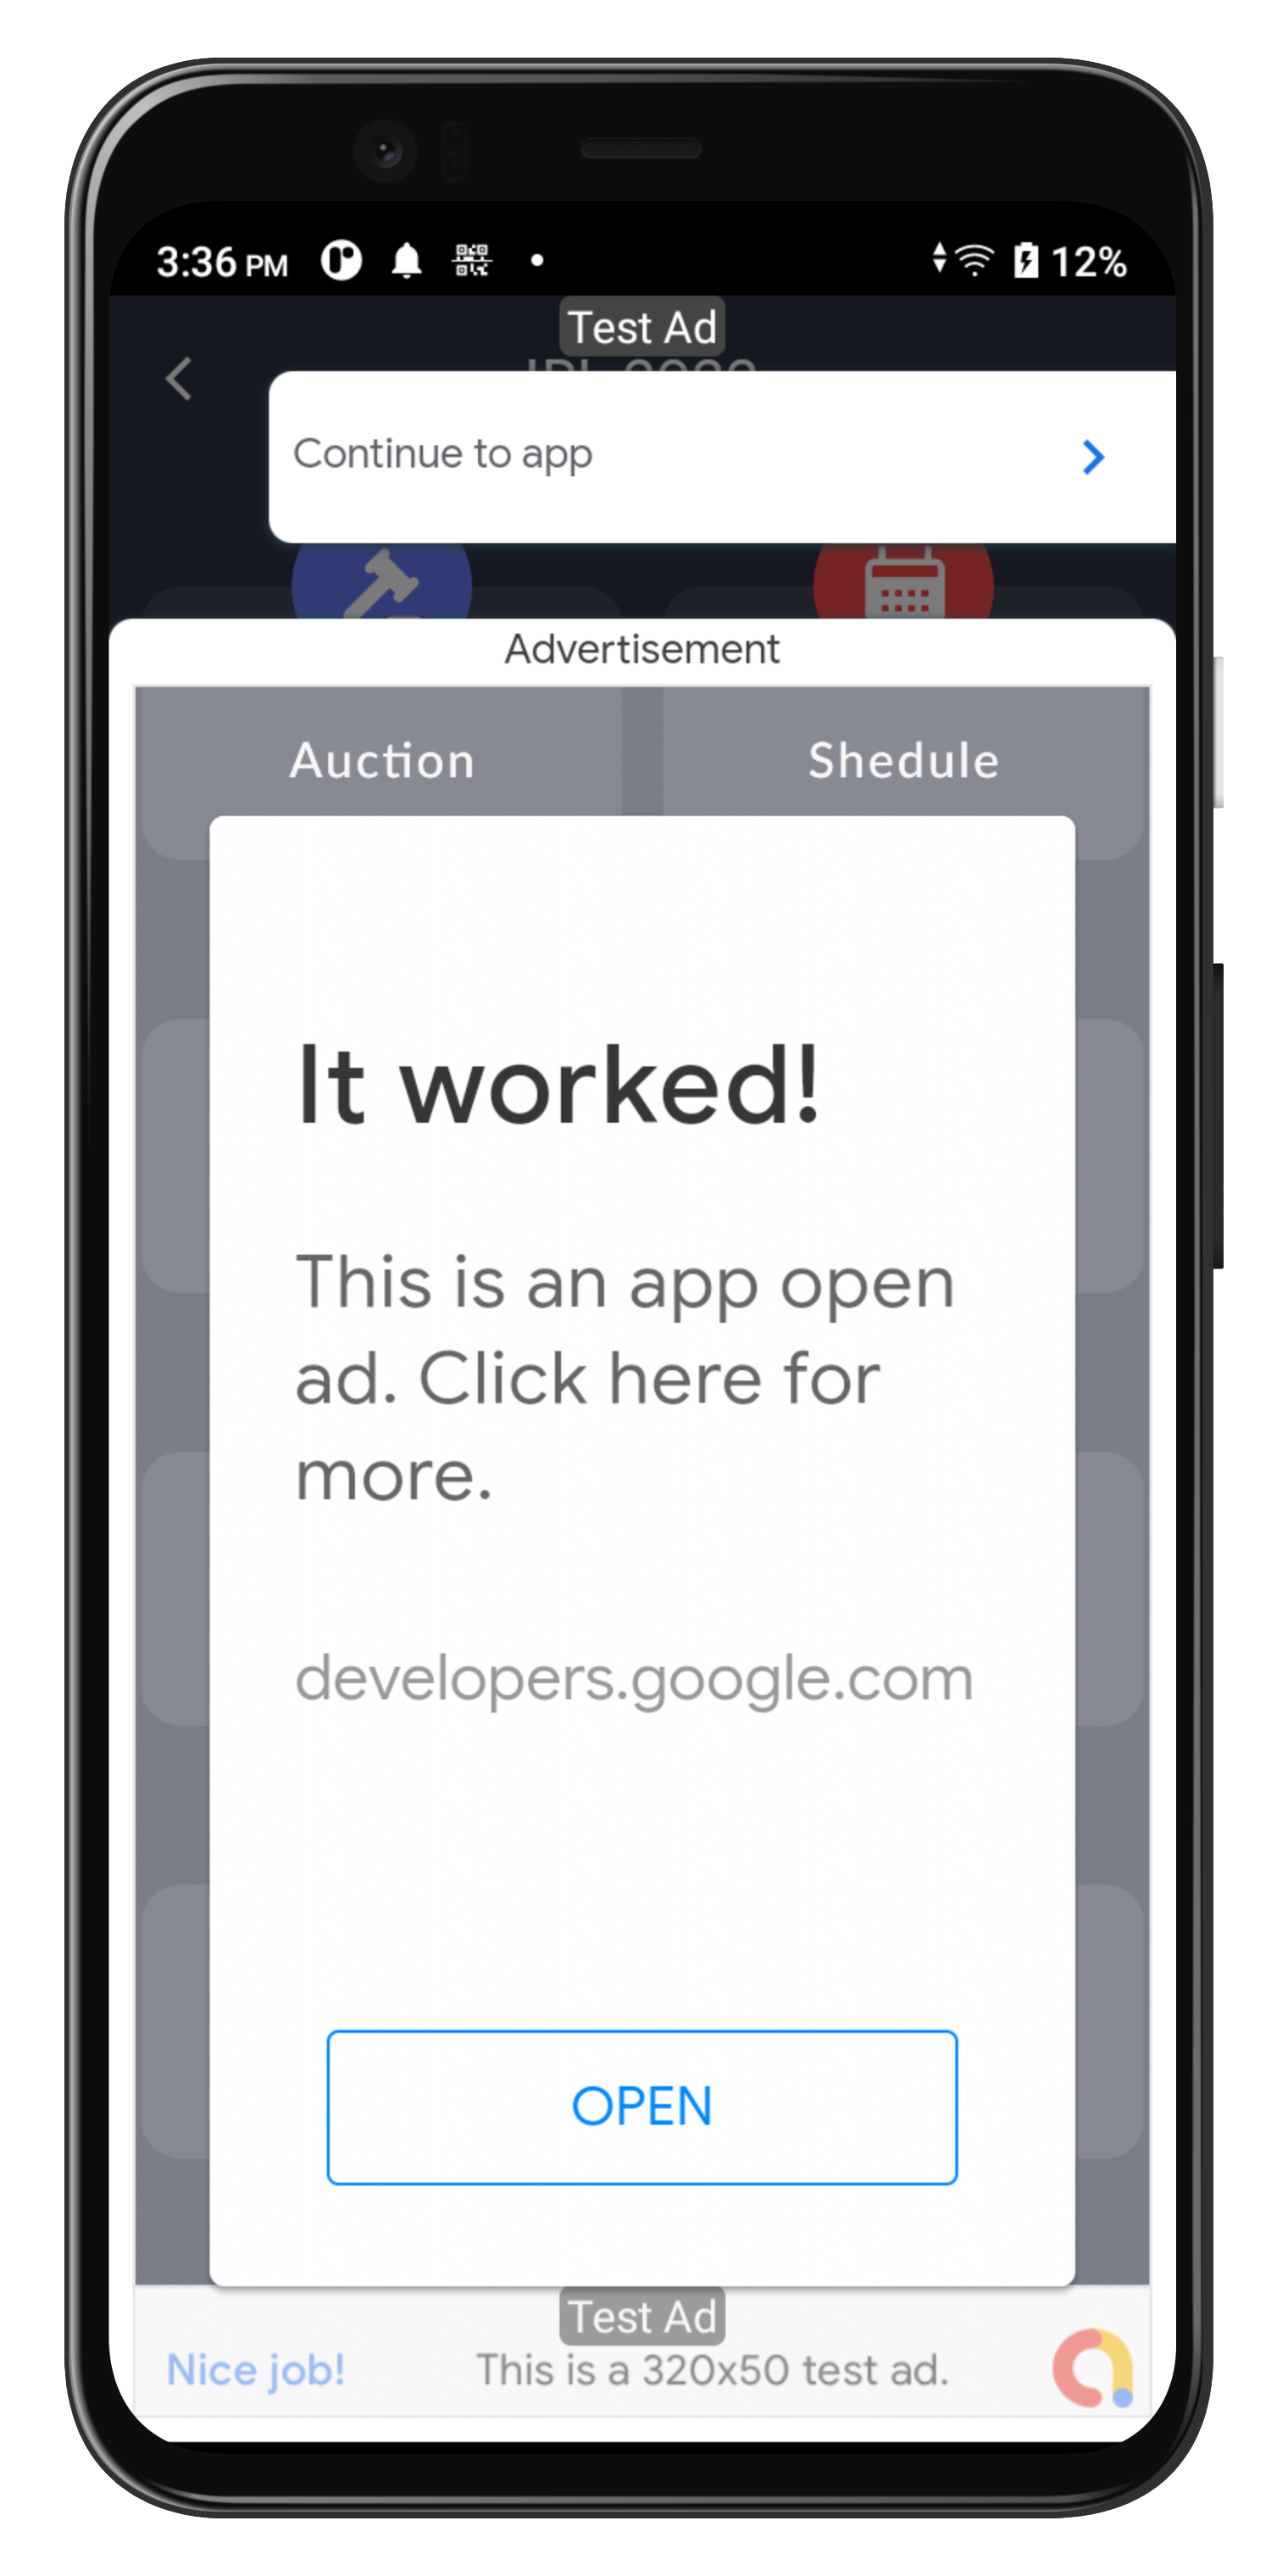 3:36 PM
12%
Test Ad
Continue to app
Advertisement
Auction
Shedule
It worked!
This is an app open
ad. Click here for
more.
developers.google.com
OPEN
Test Ad
Nice job!
This is a 320x50 test ad.